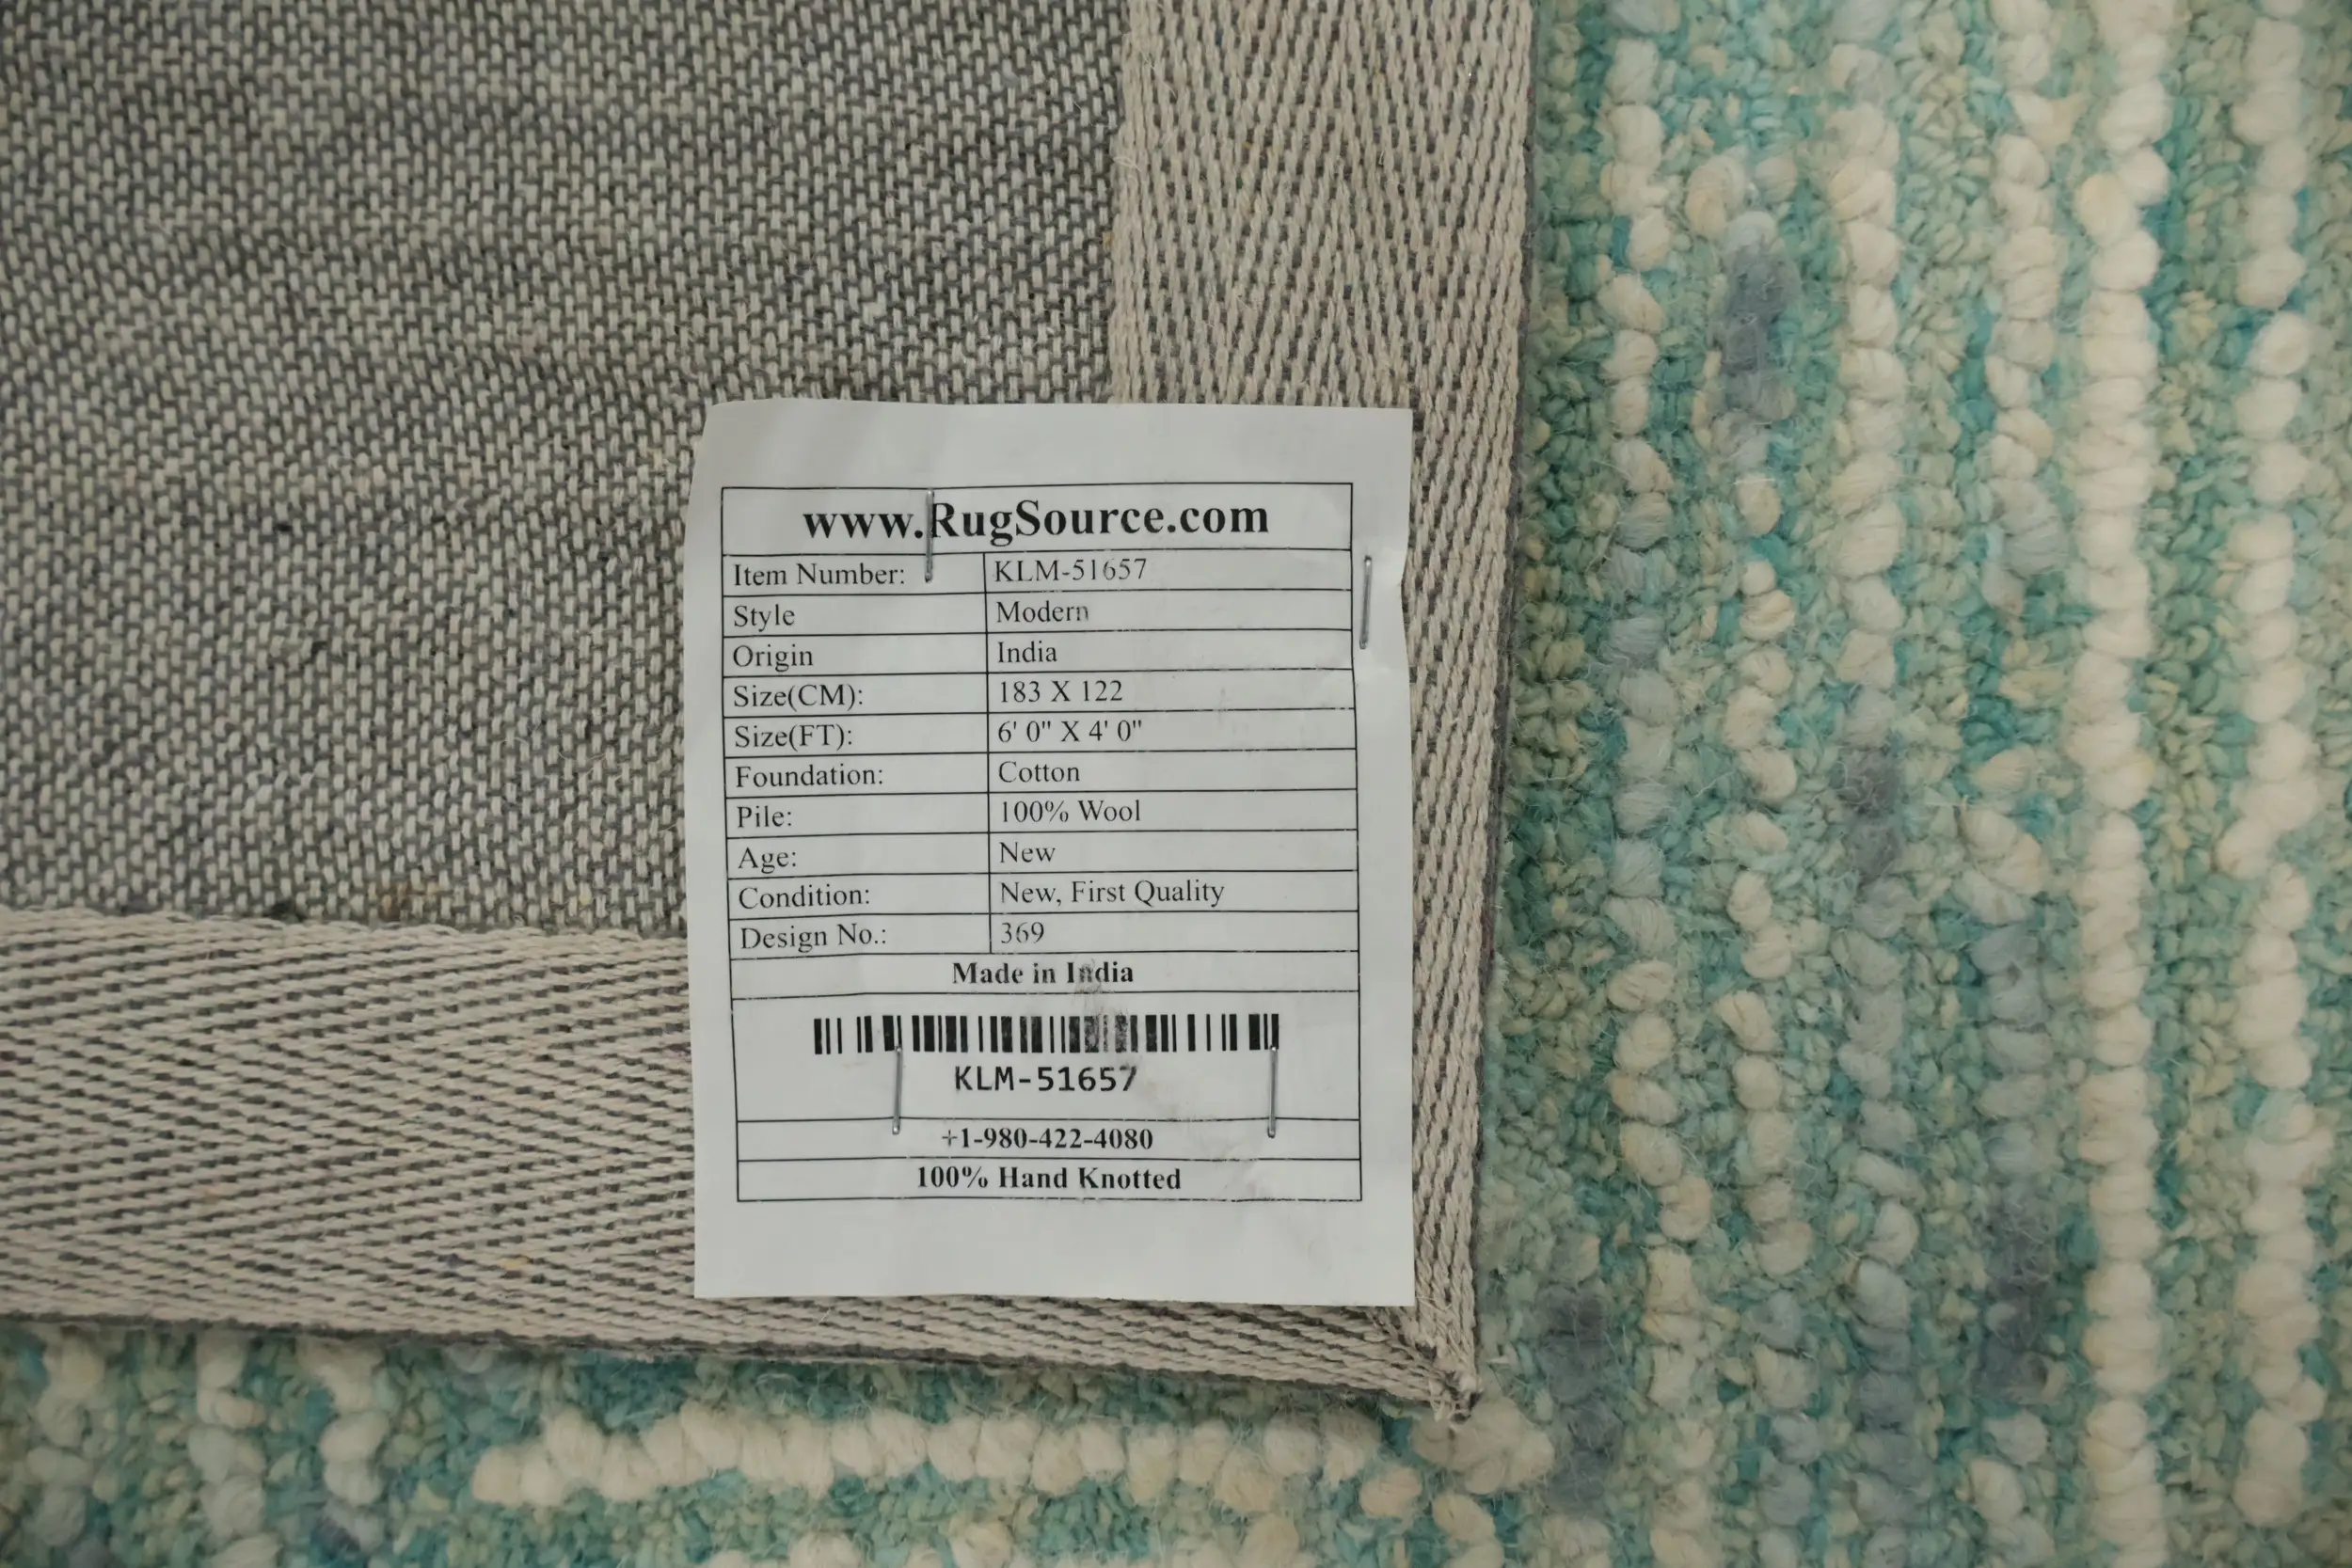 www.RugSource.com
Item Number: KLM-51657
Style Modern
Origin India
Size(CM): 183 X 122
Size(FT): 6' 0" X 4' 0"
Foundation: Cotton
Pile: 100% Wool
Age: New
Condition: New, First Quality
Design No.: 369
Made in India
KLM-51657
+1-980-422-4080
100% Hand Knotted